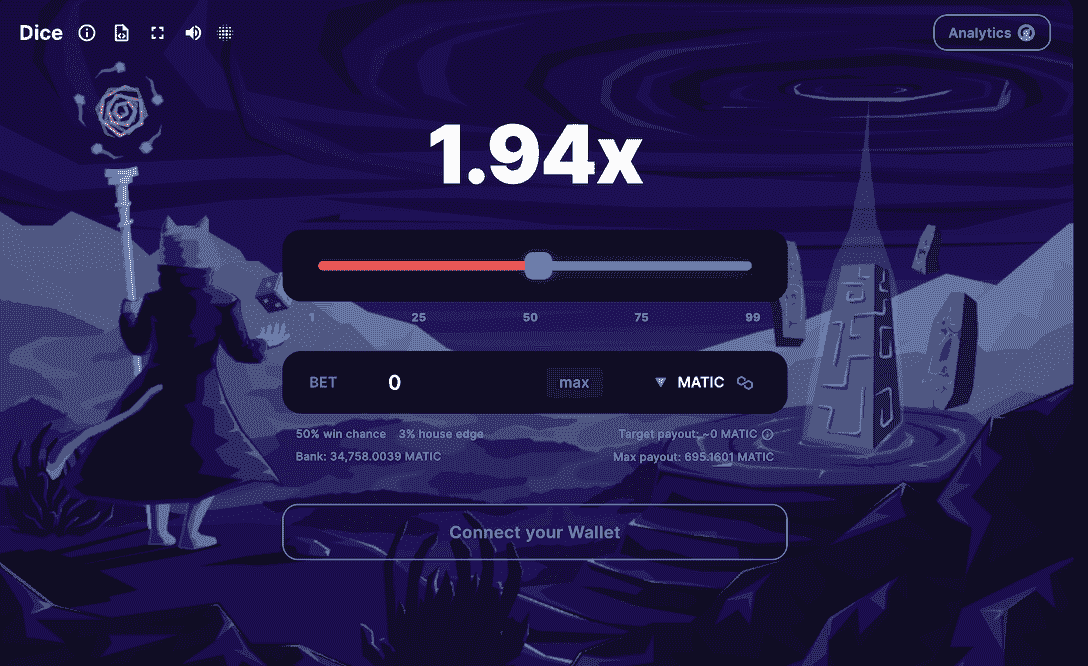 Dice
Analytics
1.94x
1 25 50 75 99
BET 0 max MATIC
50% win chance 3% house edge Target payout: ~0 MATIC
Bank: 34,758.0039 MATIC Max payout: 695.1601 MATIC
Connect your Wallet